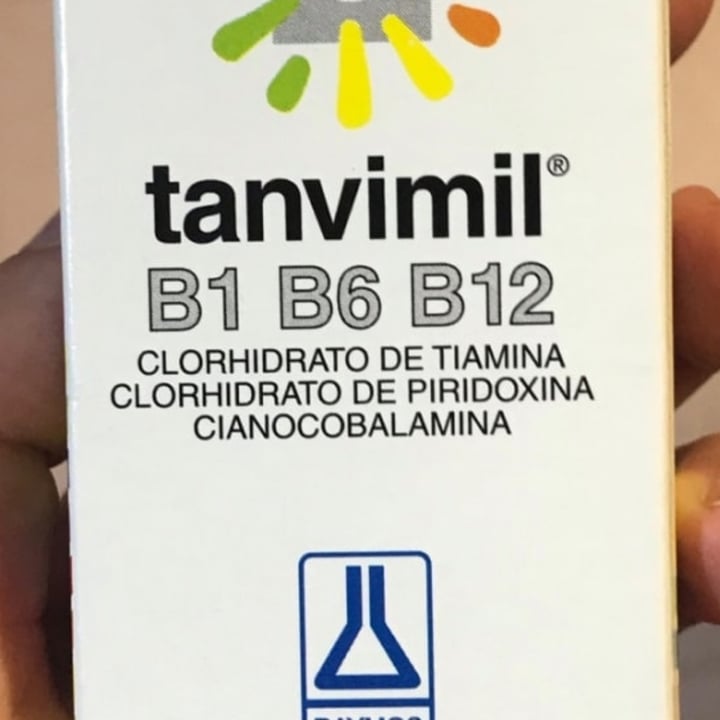 tanvimil®
B1 B6 B12
CLORHIDRATO DE TIAMINA
CLORHIDRATO DE PIRIDOXINA
CIANOCOBALAMINA